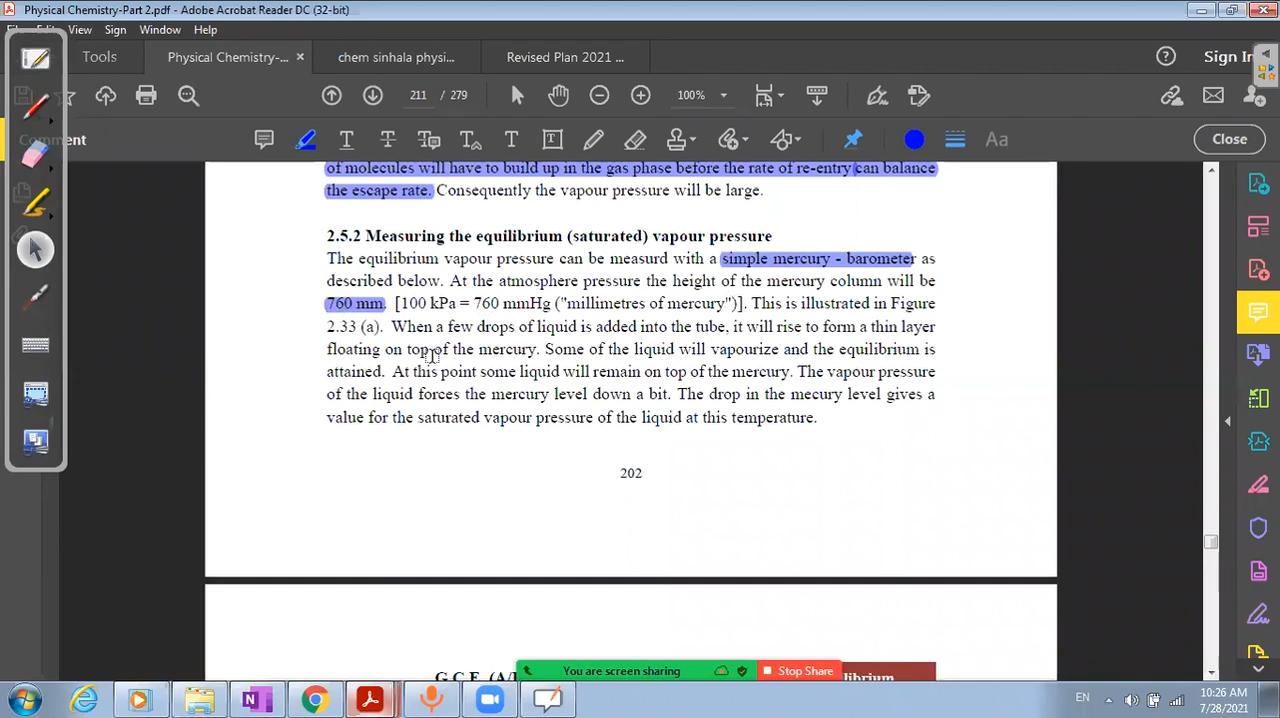 Physical Chemistry-Part 2.pdf - Adobe Acrobat Reader DC (32-bit)
View Sign Window Help
Tools Physical Chemistry-... × chem sinhala physi... Revised Plan 2021 ... Sign In
211 / 279 100%
Comment Aa Close
of molecules will have to build up in the gas phase before the rate of re-entry can balance
the escape rate. Consequently the vapour pressure will be large.
2.5.2 Measuring the equilibrium (saturated) vapour pressure
The equilibrium vapour pressure can be measurd with a simple mercury - barometer as
described below. At the atmosphere pressure the height of the mercury column will be
760 mm. [100 kPa = 760 mmHg ("millimetres of mercury")]. This is illustrated in Figure
2.33 (a). When a few drops of liquid is added into the tube, it will rise to form a thin layer
floating on top of the mercury. Some of the liquid will vapourize and the equilibrium is
attained. At this point some liquid will remain on top of the mercury. The vapour pressure
of the liquid forces the mercury level down a bit. The drop in the mecury level gives a
value for the saturated vapour pressure of the liquid at this temperature.
202
You are screen sharing Stop Share
EN 10:26 AM
7/28/2021